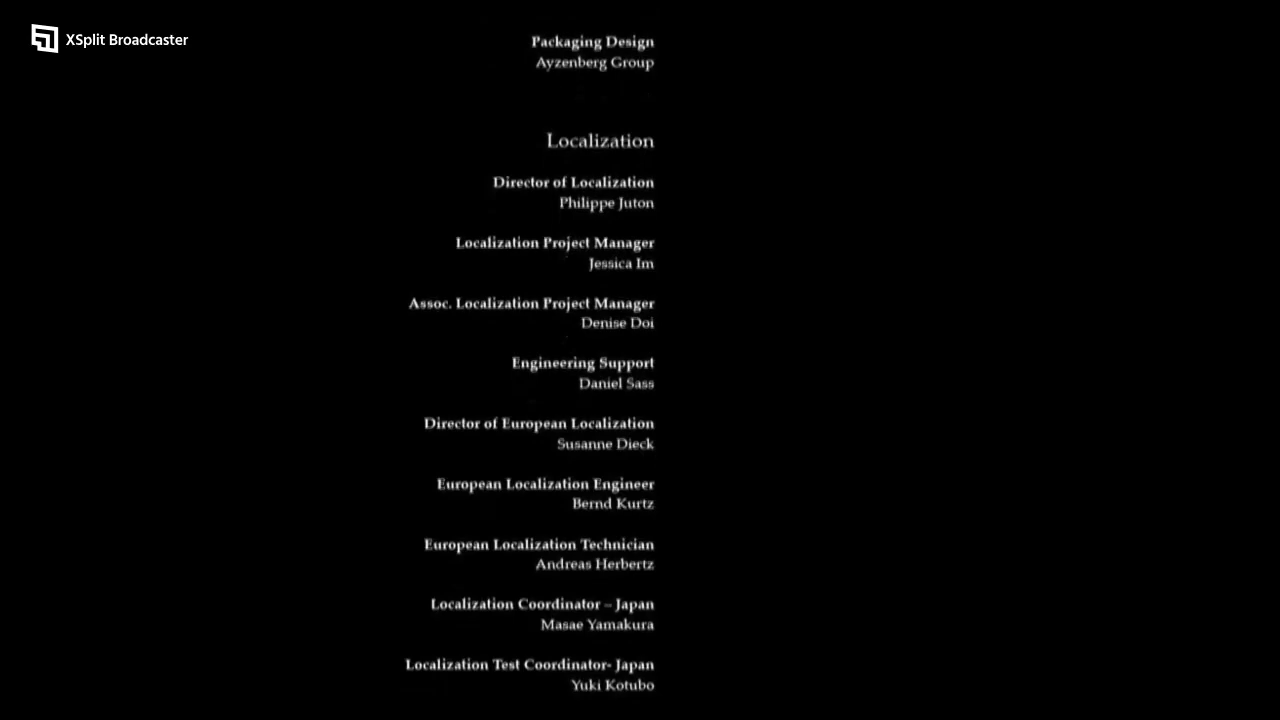 XSplit Broadcaster
Packaging Design
Ayzenberg Group
Localization
Director of Localization
Philippe Juton
Localization Project Manager
Jessica Im
Assoc. Localization Project Manager
Denise Doi
Engineering Support
Daniel Sass
Director of European Localization
Susanne Dieck
European Localization Engineer
Bernd Kurtz
European Localization Technician
Andreas Herbertz
Localization Coordinator – Japan
Masae Yamakura
Localization Test Coordinator- Japan
Yuki Kotubo